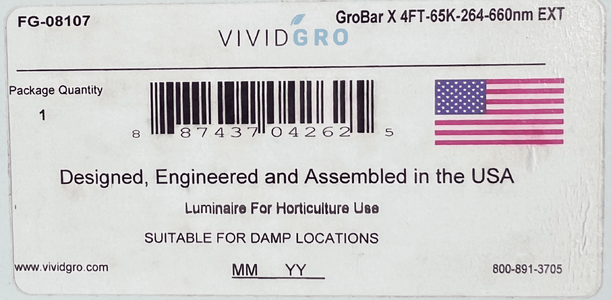 FG-08107
GroBar X 4FT-65K-264-660nm EXT
VIVIDGRO
Package Quantity
1
8 87437 04262 5
Designed, Engineered and Assembled in the USA
Luminaire For Horticulture Use
SUITABLE FOR DAMP LOCATIONS
www.vividgro.com
MM YY
800-891-3705